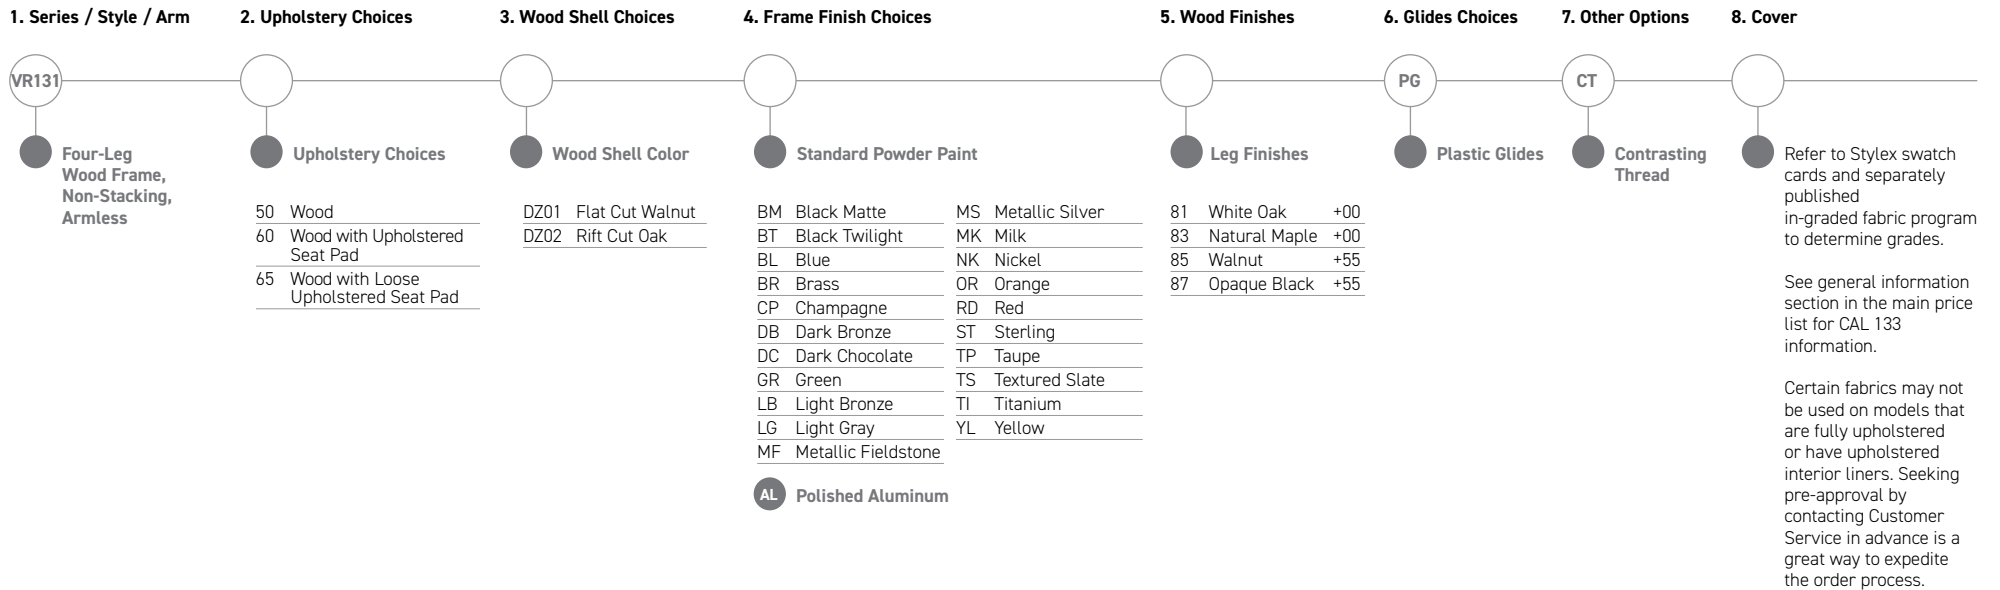 1. Series / Style / Arm
VR131
Four-Leg
Wood Frame,
Non-Stacking,
Armless
2. Upholstery Choices
Upholstery Choices
50 Wood
60 Wood with Upholstered
Seat Pad
65 Wood with Loose
Upholstered Seat Pad
3. Wood Shell Choices
Wood Shell Color
DZ01 Flat Cut Walnut
DZ02 Rift Cut Oak
4. Frame Finish Choices
Standard Powder Paint
BM Black Matte
BT Black Twilight
BL Blue
BR Brass
CP Champagne
DB Dark Bronze
DC Dark Chocolate
GR Green
LB Light Bronze
LG Light Gray
MF Metallic Fieldstone
MS Metallic Silver
MK Milk
NK Nickel
OR Orange
RD Red
ST Sterling
TP Taupe
TS Textured Slate
TI Titanium
YL Yellow
AL Polished Aluminum
5. Wood Finishes
Leg Finishes
81 White Oak +00
83 Natural Maple +00
85 Walnut +55
87 Opaque Black +55
6. Glides Choices
PG
Plastic Glides
7. Other Options
CT
Contrasting
Thread
8. Cover
Refer to Stylex swatch
cards and separately
published
in-graded fabric program
to determine grades.
See general information
section in the main price
list for CAL 133
information.
Certain fabrics may not
be used on models that
are fully upholstered
or have upholstered
interior liners. Seeking
pre-approval by
contacting Customer
Service in advance is a
great way to expedite
the order process.